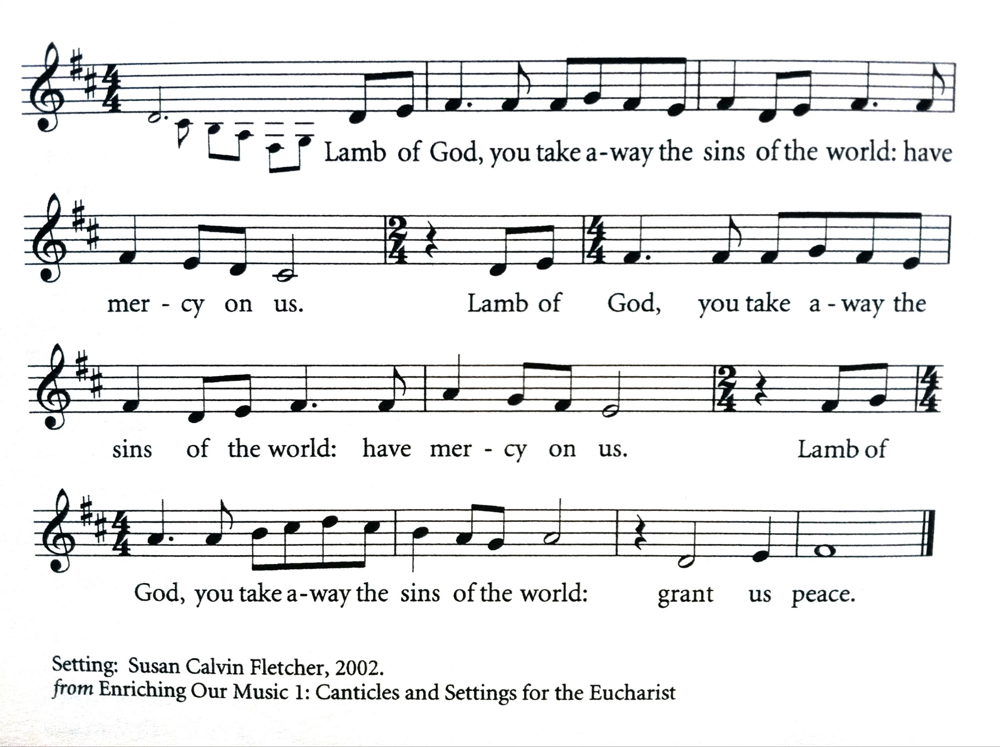 Lamb of God, you take a-way the sins of the world: have
mer - cy on us. Lamb of God, you take a - way the
sins of the world: have mer - cy on us. Lamb of
God, you take a-way the sins of the world: grant us peace.
Setting: Susan Calvin Fletcher, 2002.
from Enriching Our Music 1: Canticles and Settings for the Eucharist